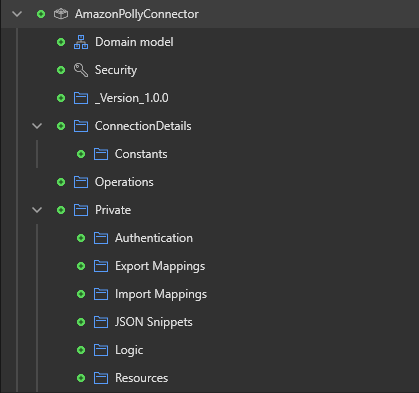 AmazonPollyConnector
Domain model
Security
_Version_1.0.0
ConnectionDetails
Constants
Operations
Private
Authentication
Export Mappings
Import Mappings
JSON Snippets
Logic
Resources